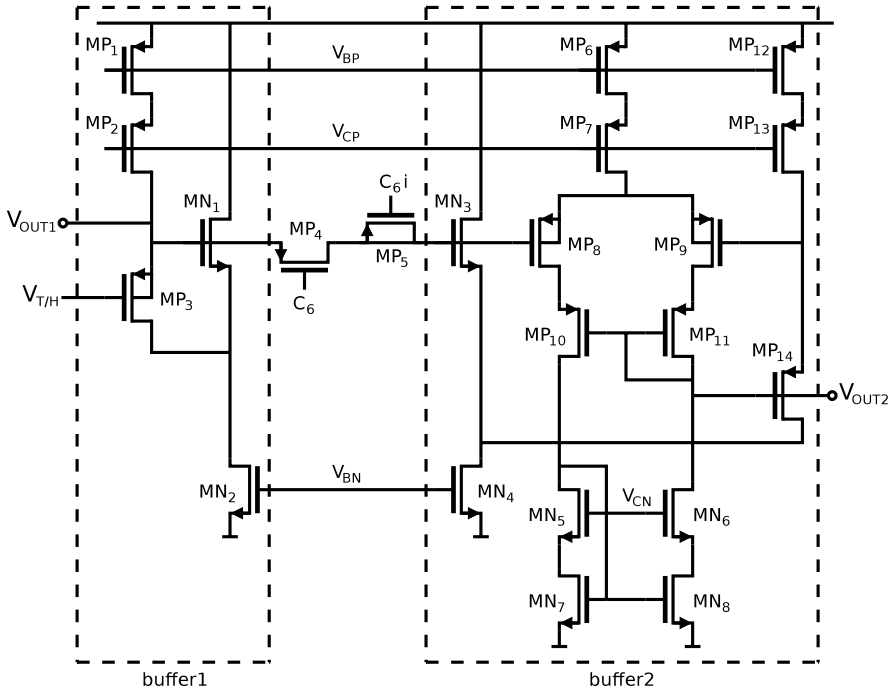 MP1 VBP MP6 MP12
MP2 VCP MP7 MP13
C6i
VOUT1 MN1 MP4 MN3
MP5 MP8 MP9
VT/H MP3 C6
MP10 MP11
MP14
VOUT2
VBN
MN2 MN4 VCN
MN5 MN6
MN7 MN8
buffer1 buffer2